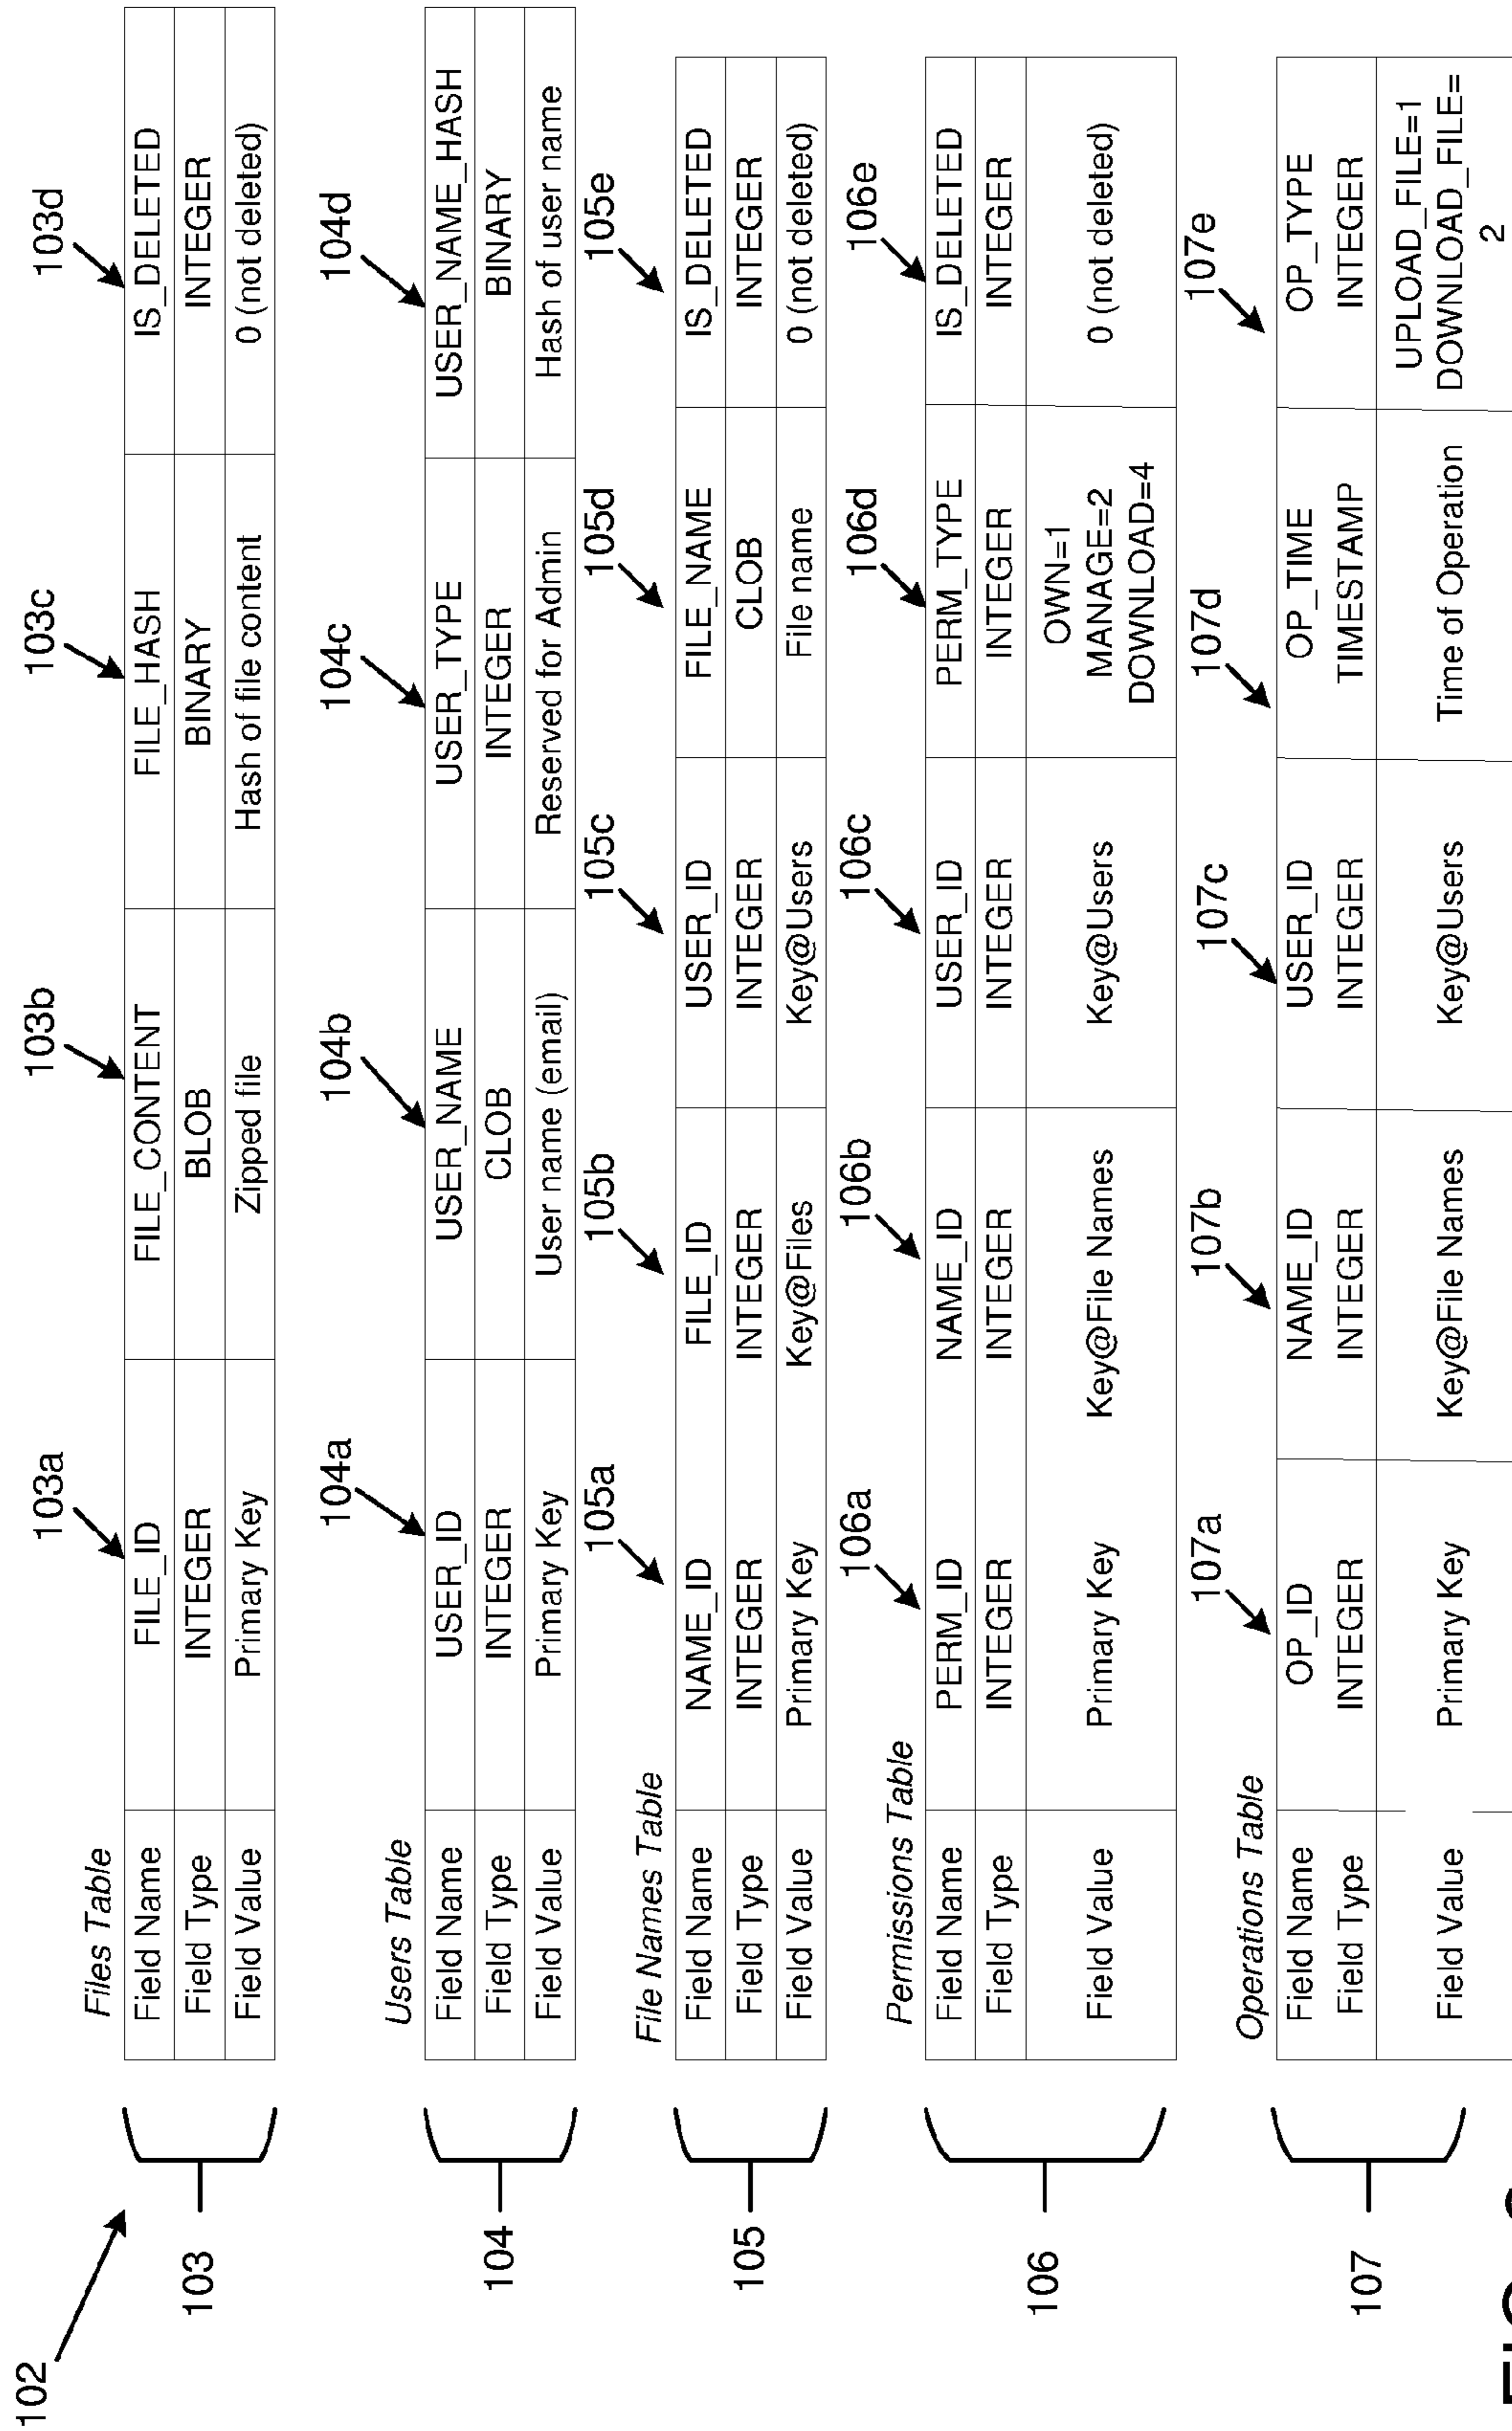 102
103a 103b 103c 103d
Files Table
Field Name FILE_ID FILE_CONTENT FILE_HASH IS_DELETED
Field Type INTEGER BLOB BINARY INTEGER
Field Value Primary Key Zipped file Hash of file content 0 (not deleted)
103
104a 104b 104c 104d
Users Table
Field Name USER_ID USER_NAME USER_TYPE USER_NAME_HASH
Field Type INTEGER CLOB INTEGER BINARY
Field Value Primary Key User name (email) Reserved for Admin Hash of user name
104
105a 105b 105c 105d 105e
File Names Table
Field Name NAME_ID FILE_ID USER_ID FILE_NAME IS_DELETED
Field Type INTEGER INTEGER INTEGER CLOB INTEGER
Field Value Primary Key Key@Files Key@Users File name 0 (not deleted)
105
106a 106b 106c 106d 106e
Permissions Table
Field Name PERM_ID NAME_ID USER_ID PERM_TYPE IS_DELETED
Field Type INTEGER INTEGER INTEGER INTEGER INTEGER
Field Value Primary Key Key@File Names Key@Users OWN=1 MANAGE=2 DOWNLOAD=4 0 (not deleted)
106
107a 107b 107c 107d 107e
Operations Table
Field Name OP_ID NAME_ID USER_ID OP_TIME OP_TYPE
Field Type INTEGER INTEGER INTEGER TIMESTAMP INTEGER
Field Value Primary Key Key@File Names Key@Users Time of Operation UPLOAD_FILE=1 DOWNLOAD_FILE=2
107